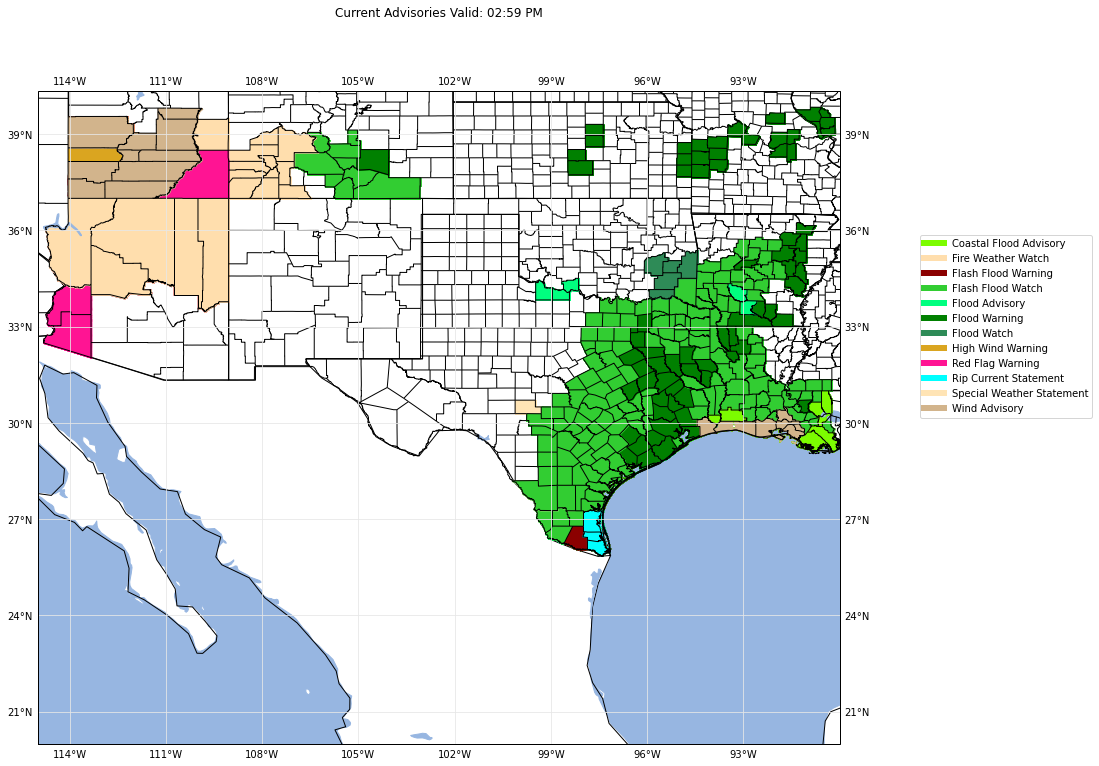 Current Advisories Valid: 02:59 PM
114°W 111°W 108°W 105°W 102°W 99°W 96°W 93°W
39°N 39°N
36°N 36°N
33°N 33°N
30°N 30°N
27°N 27°N
24°N 24°N
21°N 21°N
114°W 111°W 108°W 105°W 102°W 99°W 96°W 93°W
Coastal Flood Advisory
Fire Weather Watch
Flash Flood Warning
Flash Flood Watch
Flood Advisory
Flood Warning
Flood Watch
High Wind Warning
Red Flag Warning
Rip Current Statement
Special Weather Statement
Wind Advisory